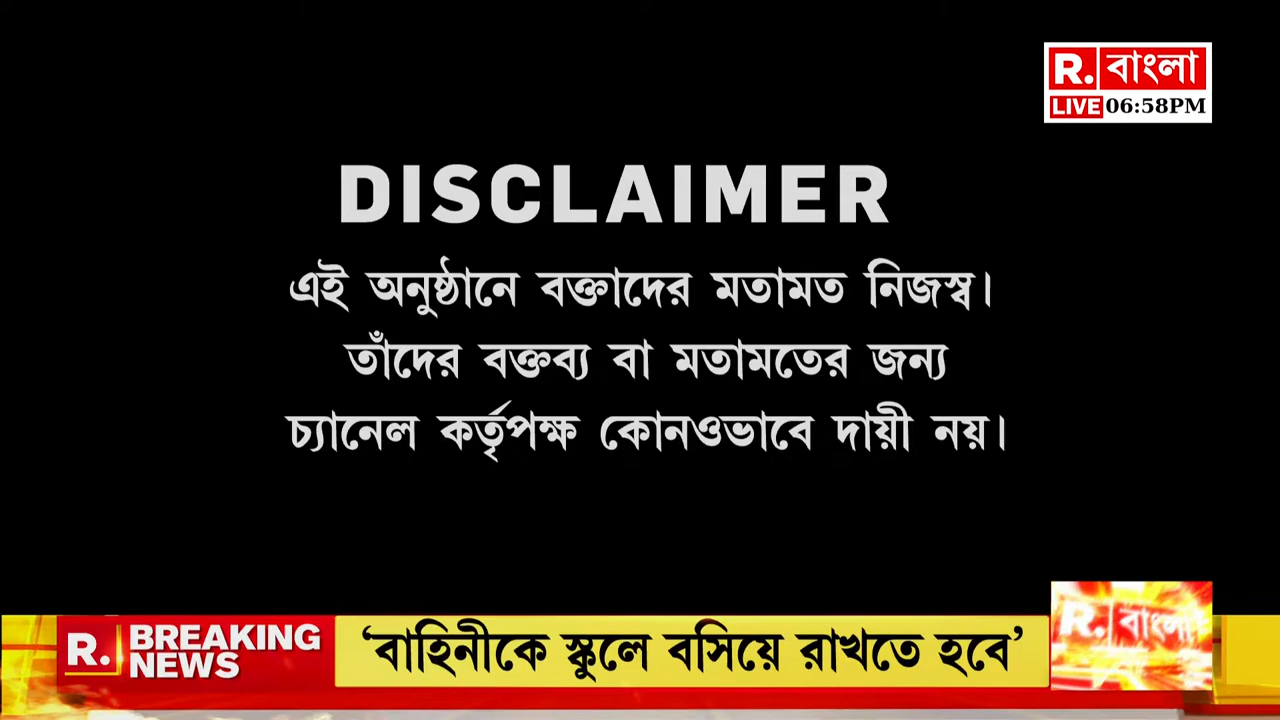 R. বাংলা
LIVE 06:58PM
DISCLAIMER
এই অনুষ্ঠানে বক্তাদের মতামত নিজস্ব।
তাঁদের বক্তব্য বা মতামতের জন্য
চ্যানেল কর্তৃপক্ষ কোনওভাবে দায়ী নয়।
R. BREAKING
NEWS
‘বাহিনীকে স্কুলে বসিয়ে রাখতে হবে’
R. বাংলা